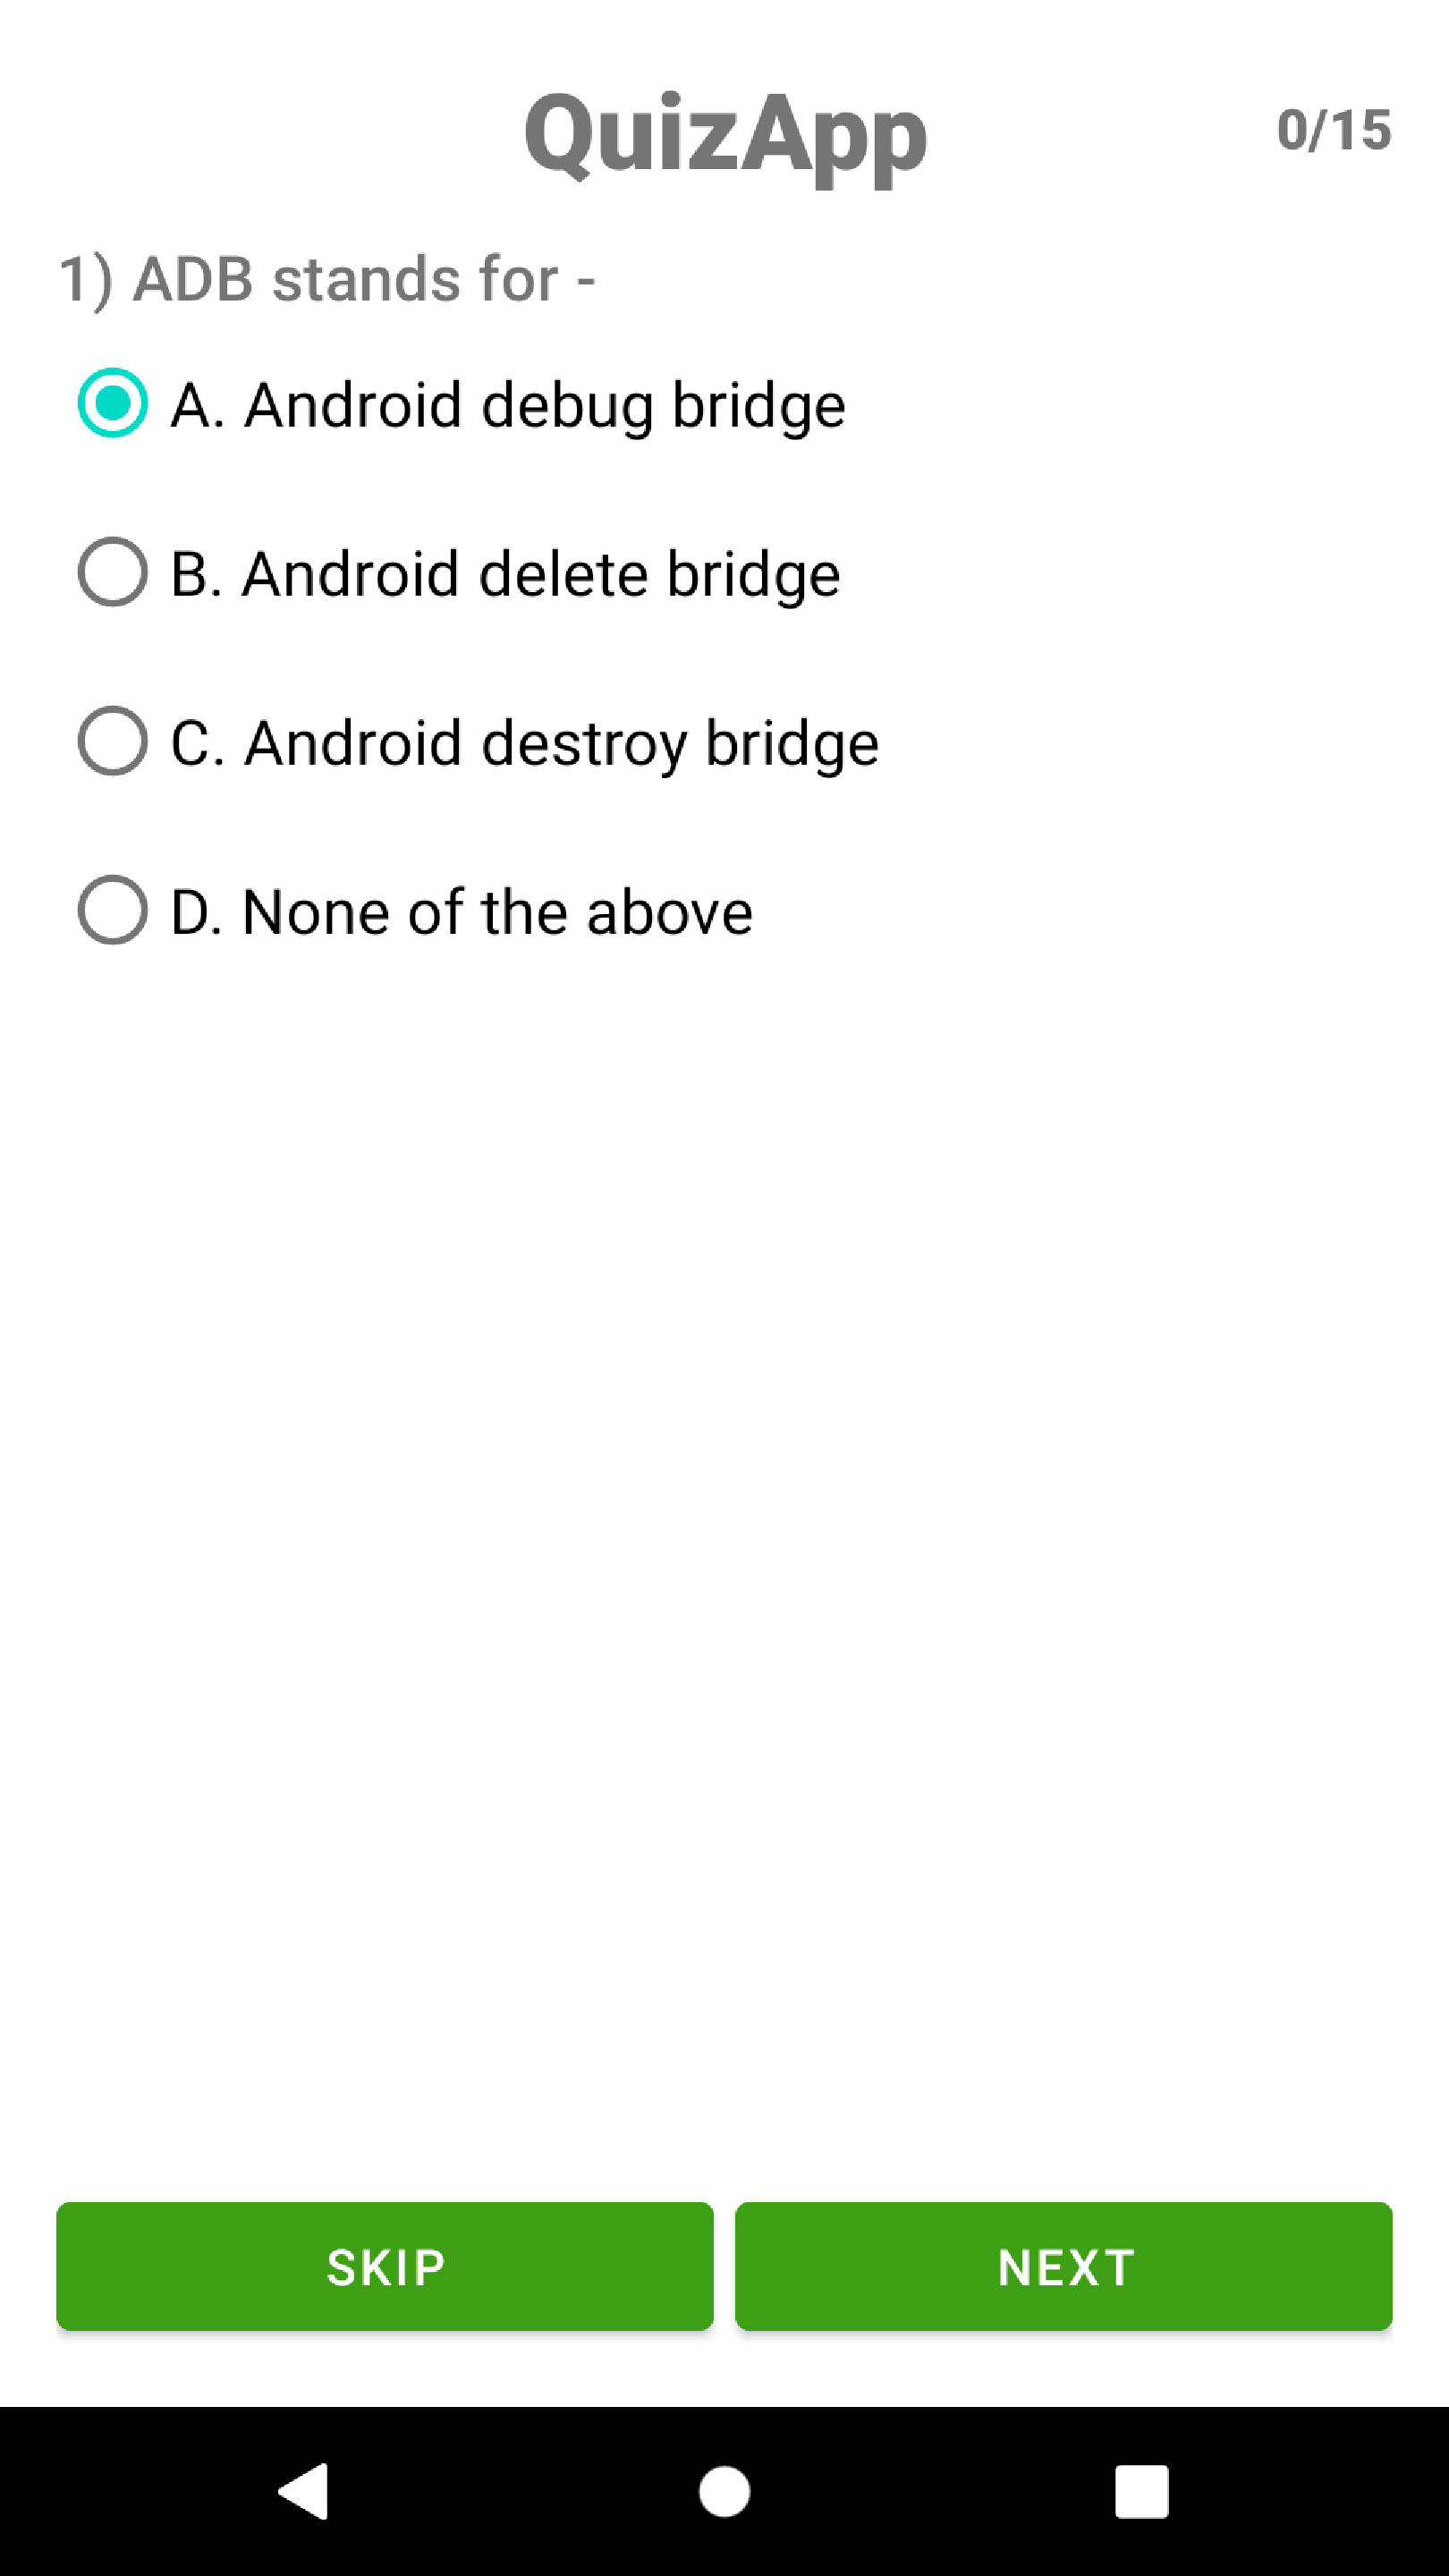 QuizApp
0/15
1) ADB stands for -
A. Android debug bridge
B. Android delete bridge
C. Android destroy bridge
D. None of the above
SKIP
NEXT